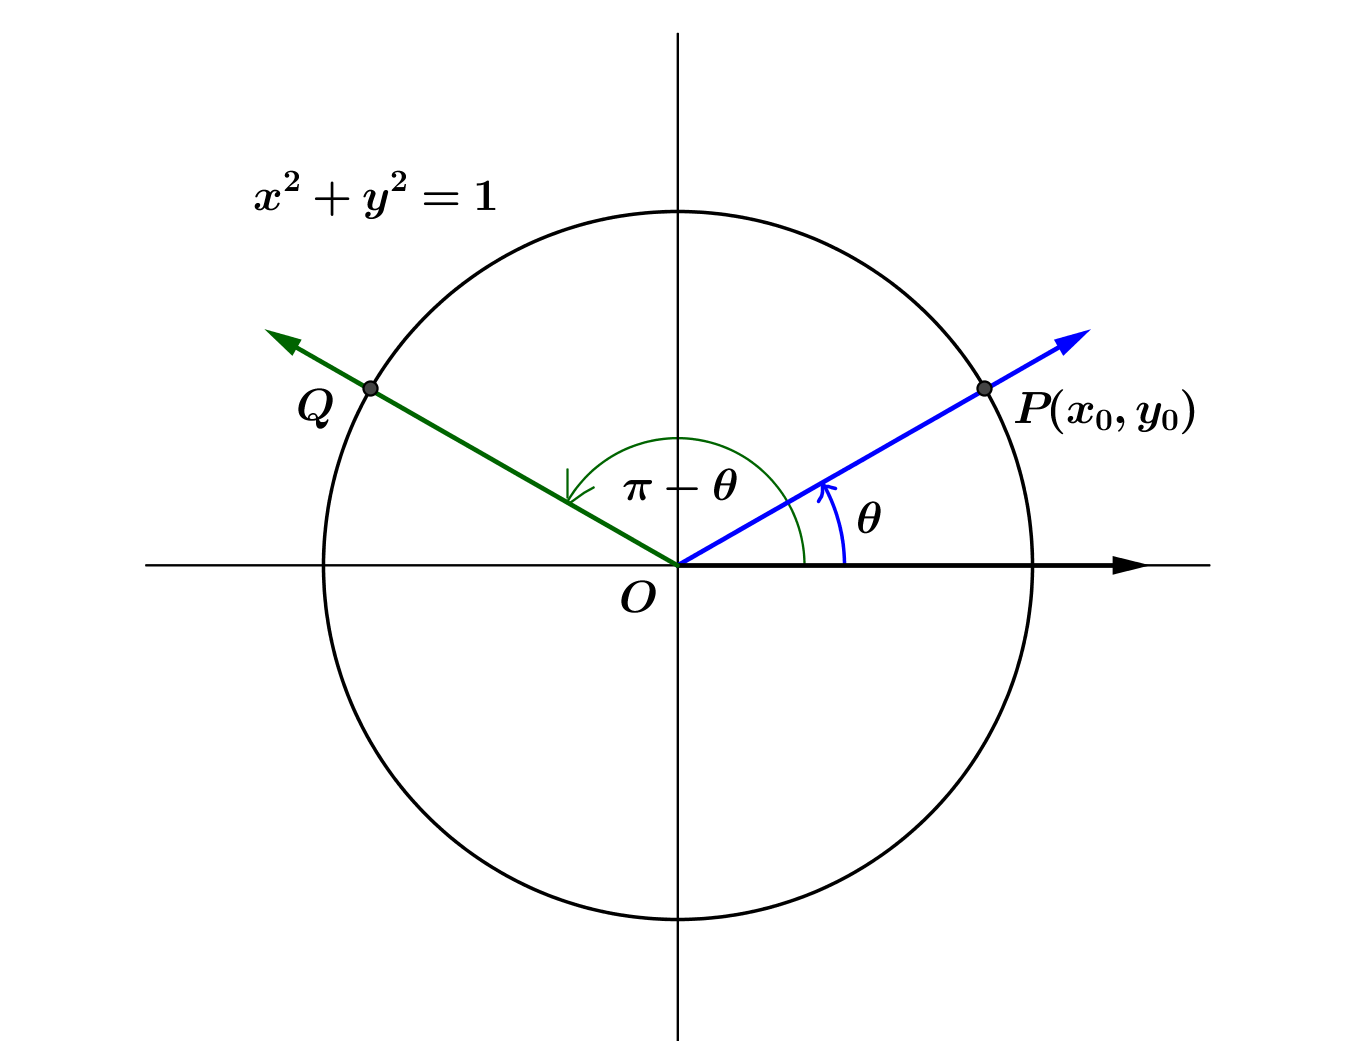 x² + y² = 1
Q
P(x₀, y₀)
π − θ
θ
O